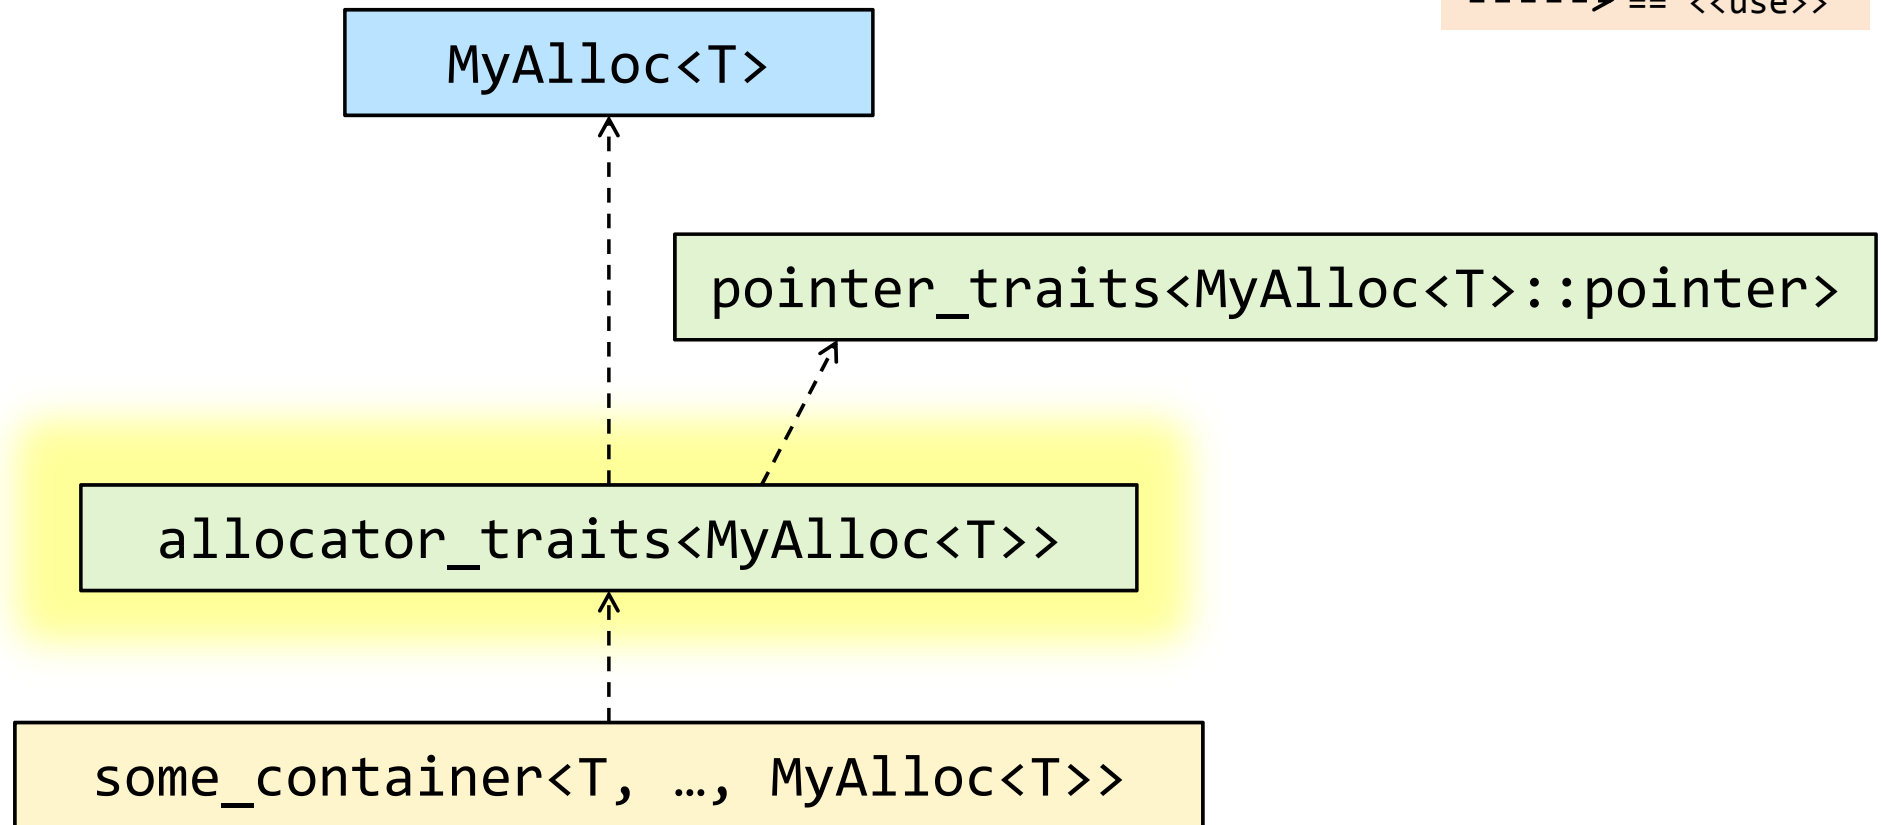 == <<use>>
MyAlloc<T>
pointer_traits<MyAlloc<T>::pointer>
allocator_traits<MyAlloc<T>>
some_container<T, …, MyAlloc<T>>